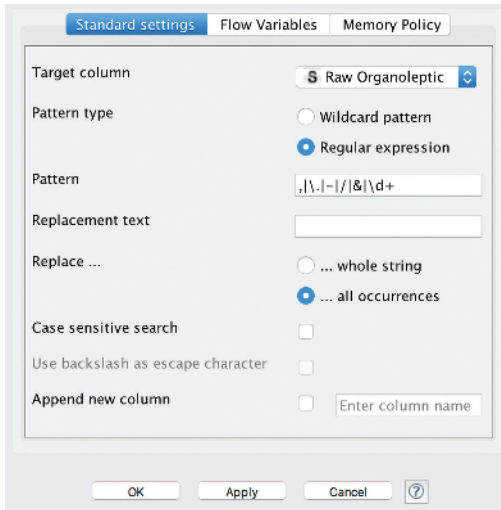 Standard settings Flow Variables Memory Policy
Target column S Raw Organoleptic
Pattern type Wildcard pattern
Regular expression
Pattern ,|\.|-|/|&|\d+
Replacement text
Replace ... ... whole string
... all occurrences
Case sensitive search
Use backslash as escape character
Append new column Enter column name
OK Apply Cancel ?